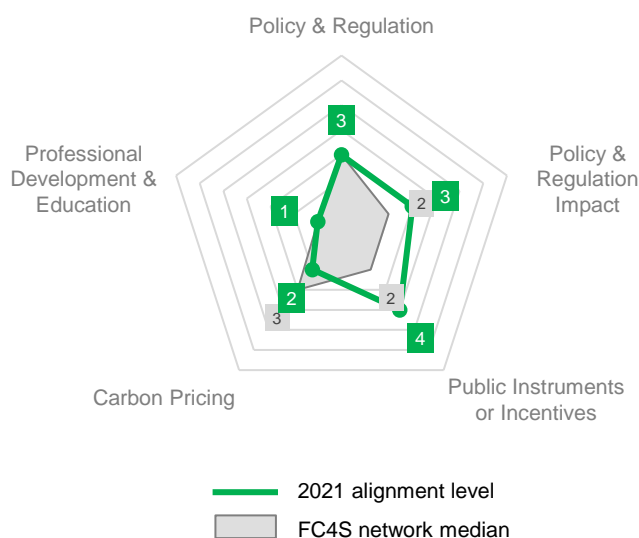 Policy & Regulation
3
Professional
Development &
Education
Policy &
Regulation
Impact
1
2
3
2
3
2
4
Carbon Pricing
Public Instruments
or Incentives
2021 alignment level
FC4S network median